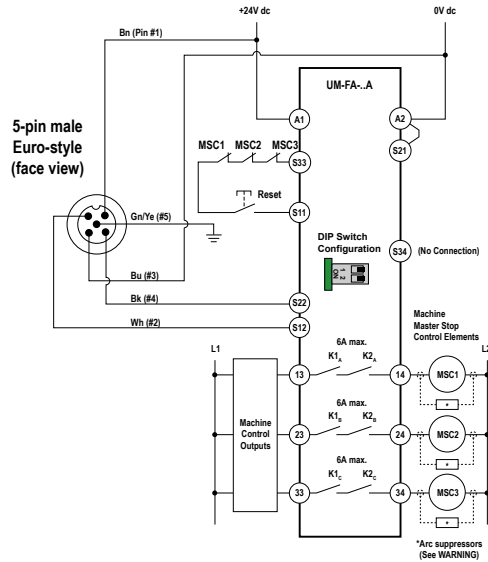 +24V dc
0V dc
Bn (Pin #1)
UM-FA-..A
5-pin male
Euro-style
(face view)
A1
A2
MSC1 MSC2 MSC3
S33
S21
Reset
Gn/Ye (#5)
S11
DIP Switch
Configuration
S34
(No Connection)
1 2
ON
Bu (#3)
Bk (#4)
S22
Wh (#2)
S12
Machine
Master Stop
Control Elements
L1
L2
6A max.
K1A
K2A
13
14
MSC1
*
Machine
Control
Outputs
6A max.
K1B
K2B
23
24
MSC2
*
6A max.
K1C
K2C
33
34
MSC3
*
*Arc suppressors
(See WARNING)